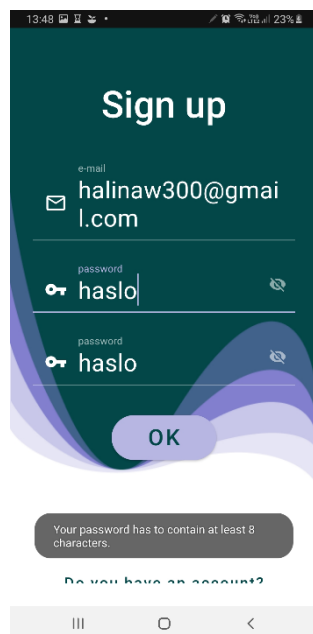 13:48 23%
Sign up
e-mail
halinaw300@gmai
l.com
password
haslo
password
haslo
OK
Your password has to contain at least 8
characters.
Do you have an account?